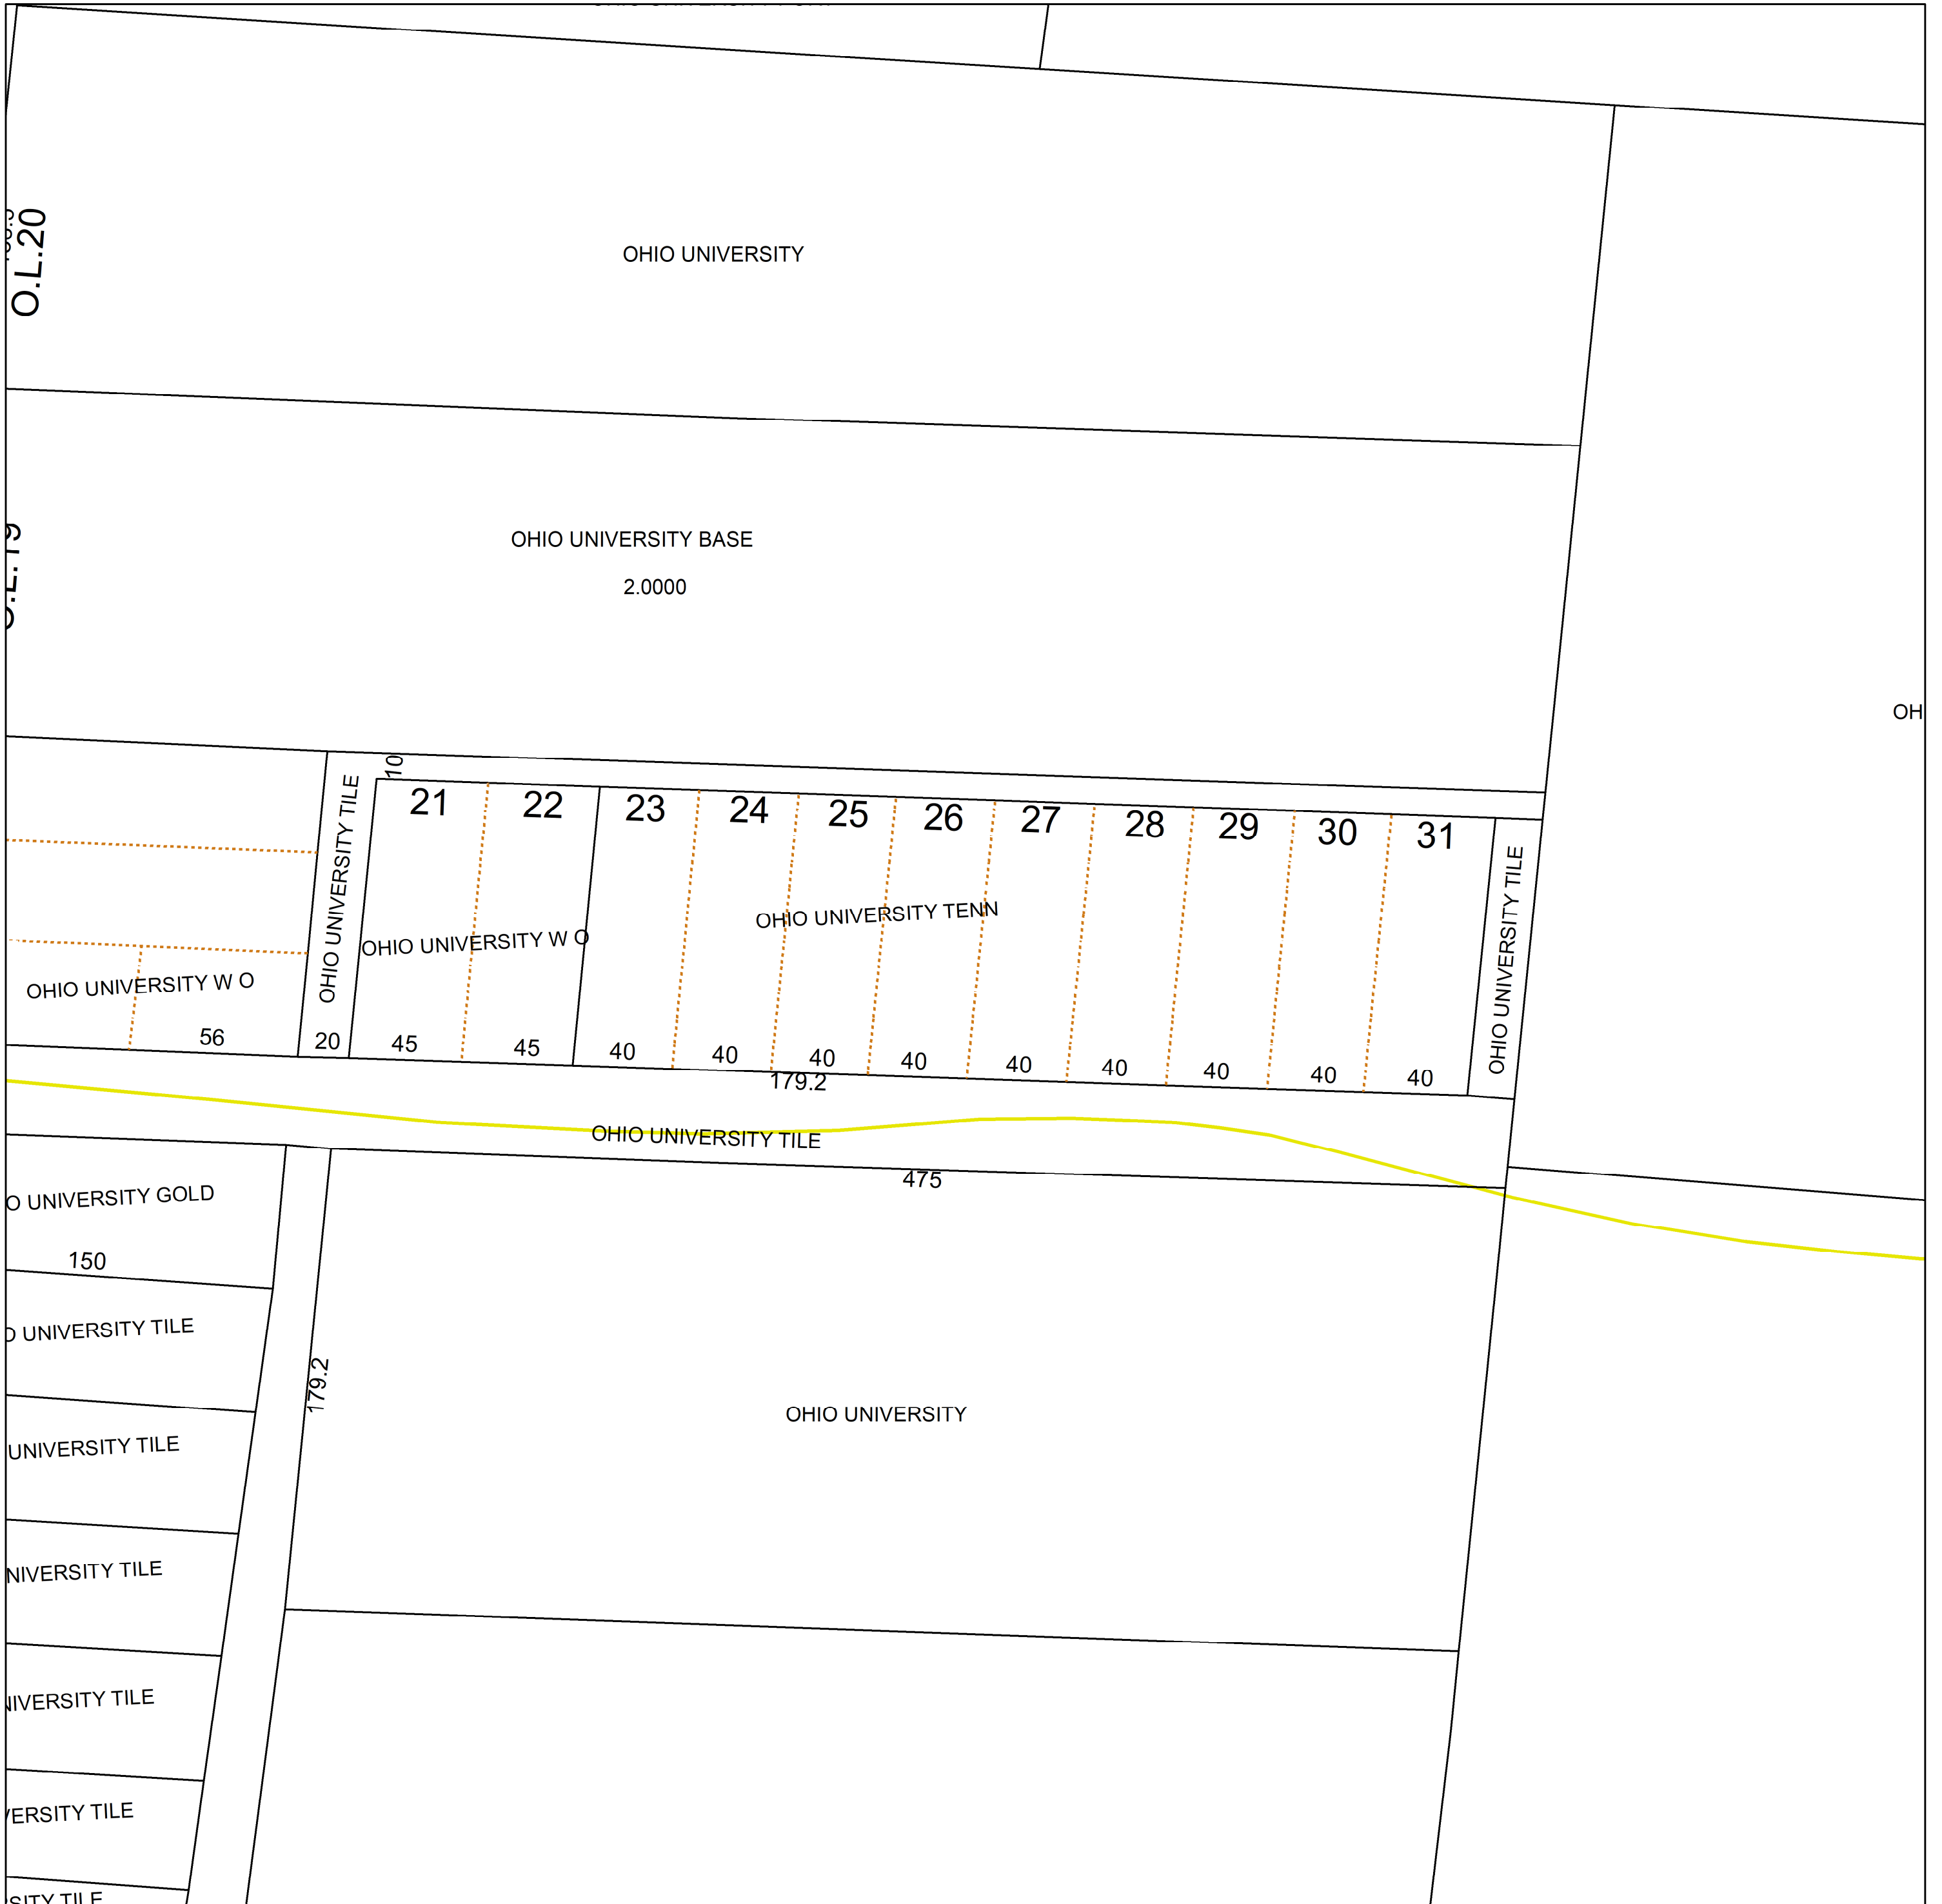 O.L.20
OHIO UNIVERSITY
OHIO UNIVERSITY BASE
2.0000
OH
10
OHIO UNIVERSITY TILE
21
22
23
24
25
26
27
28
29
30
31
OHIO UNIVERSITY TILE
OHIO UNIVERSITY TENN
OHIO UNIVERSITY W O
OHIO UNIVERSITY W O
56
20
45
45
40
40
40
40
40
40
40
40
40
179.2
OHIO UNIVERSITY TILE
475
O UNIVERSITY GOLD
150
UNIVERSITY TILE
179.2
OHIO UNIVERSITY
UNIVERSITY TILE
NIVERSITY TILE
IVERSITY TILE
ERSITY TILE
SITY TILE